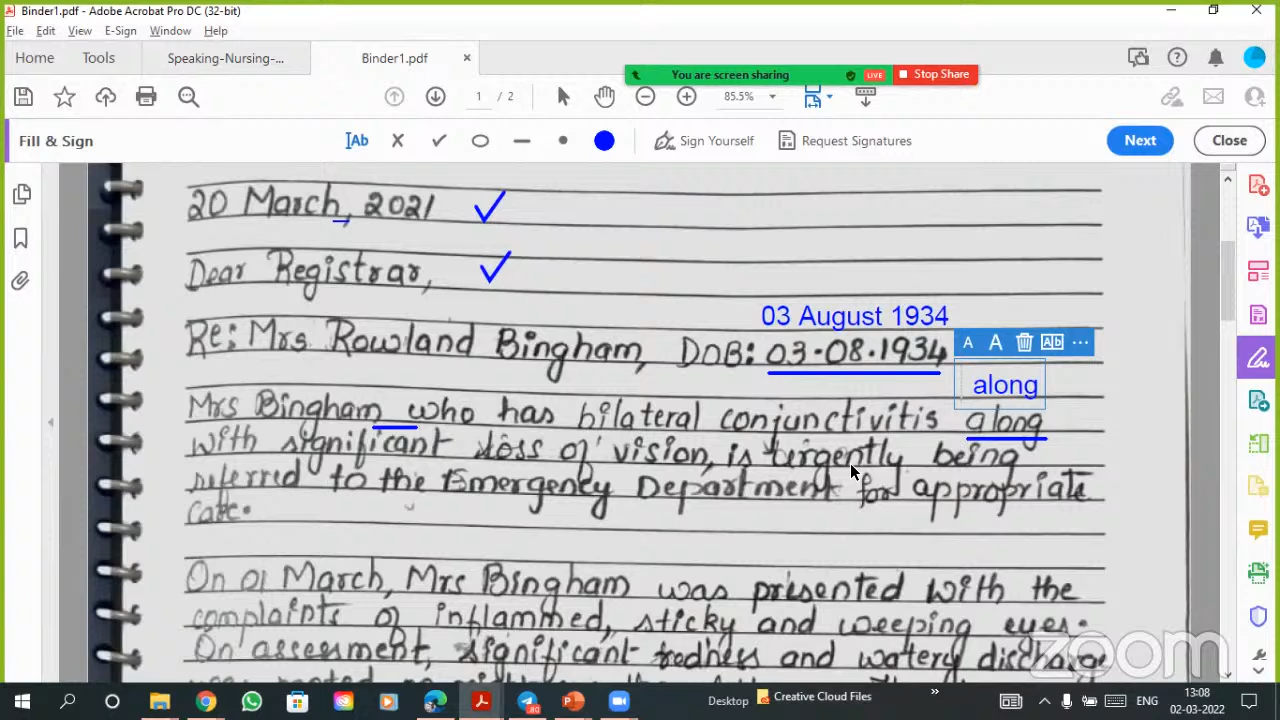 Binder1.pdf - Adobe Acrobat Pro DC (32-bit)
File Edit View E-Sign Window Help
Home Tools Speaking-Nursing-... Binder1.pdf ×
You are screen sharing LIVE Stop Share
1 / 2 85.5%
Fill & Sign Ab Sign Yourself Request Signatures Next Close
20 March, 2021
Dear Registrar,
03 August 1934
Re: Mrs Rowland Bingham, DOB: 03.08.1934
A A Ab ...
along
Mrs Bingham who has bilateral conjunctivitis along
with significant loss of vision, is urgently being
referred to the Emergency Department for appropriate
care.
On 01 March, Mrs Bingham was presented with the
complaints of inflammed, sticky and weeping eyes.
On assessment, significant redness and watery discharge
zoom
Desktop Creative Cloud Files » ENG 13:08
02-03-2022